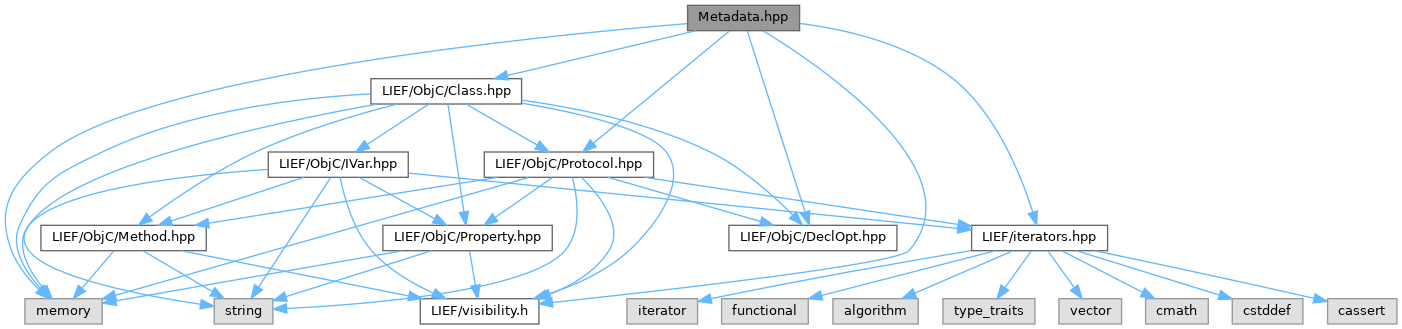 Metadata.hpp
LIEF/ObjC/Class.hpp
LIEF/ObjC/IVar.hpp
LIEF/ObjC/Protocol.hpp
LIEF/ObjC/Method.hpp
LIEF/ObjC/Property.hpp
LIEF/ObjC/DeclOpt.hpp
LIEF/iterators.hpp
memory
string
LIEF/visibility.h
iterator
functional
algorithm
type_traits
vector
cmath
cstddef
cassert